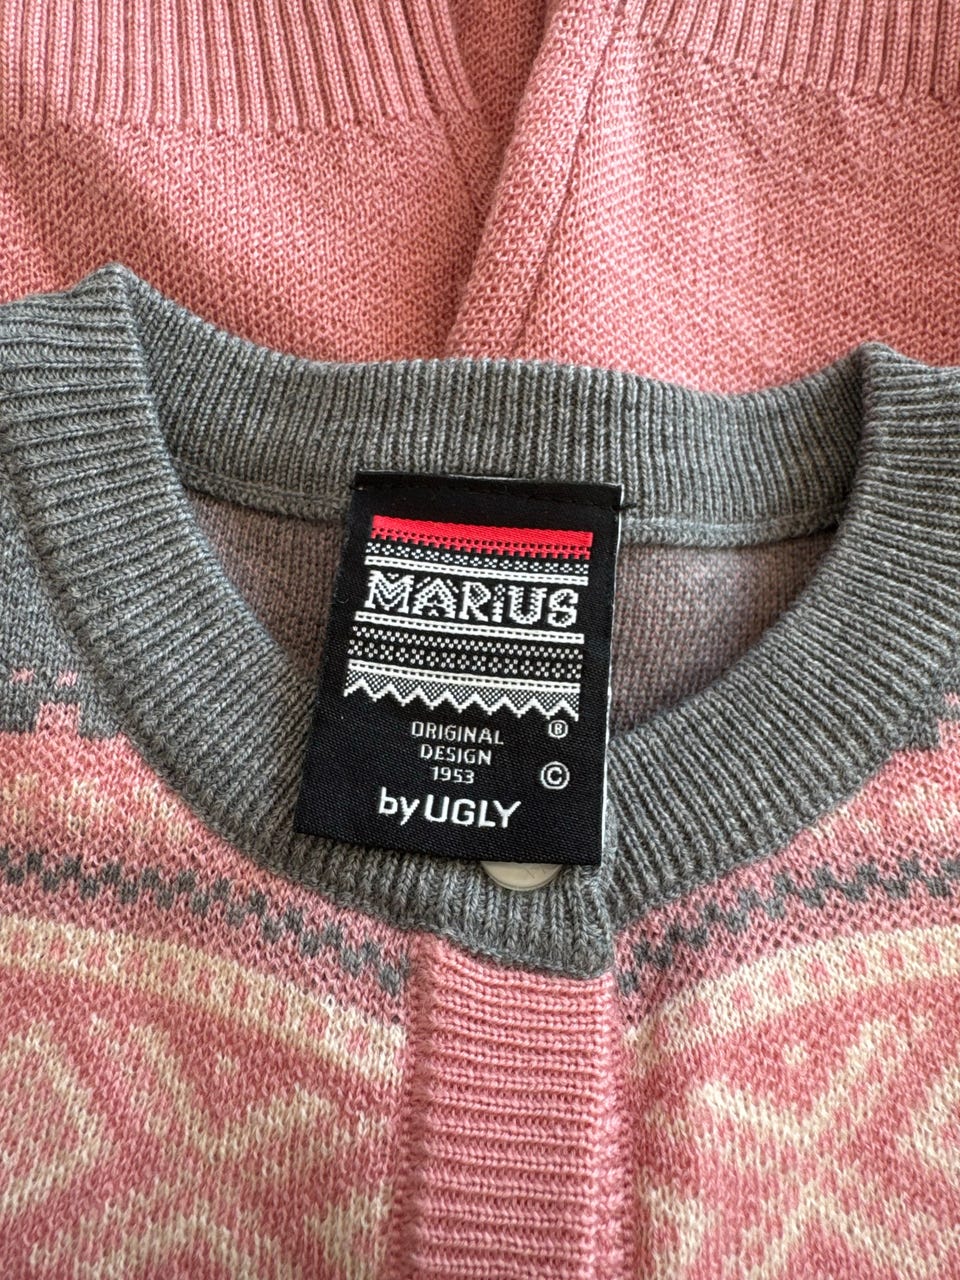 MARiUS
®
ORIGINAL
DESIGN
1953
©
by UGLY